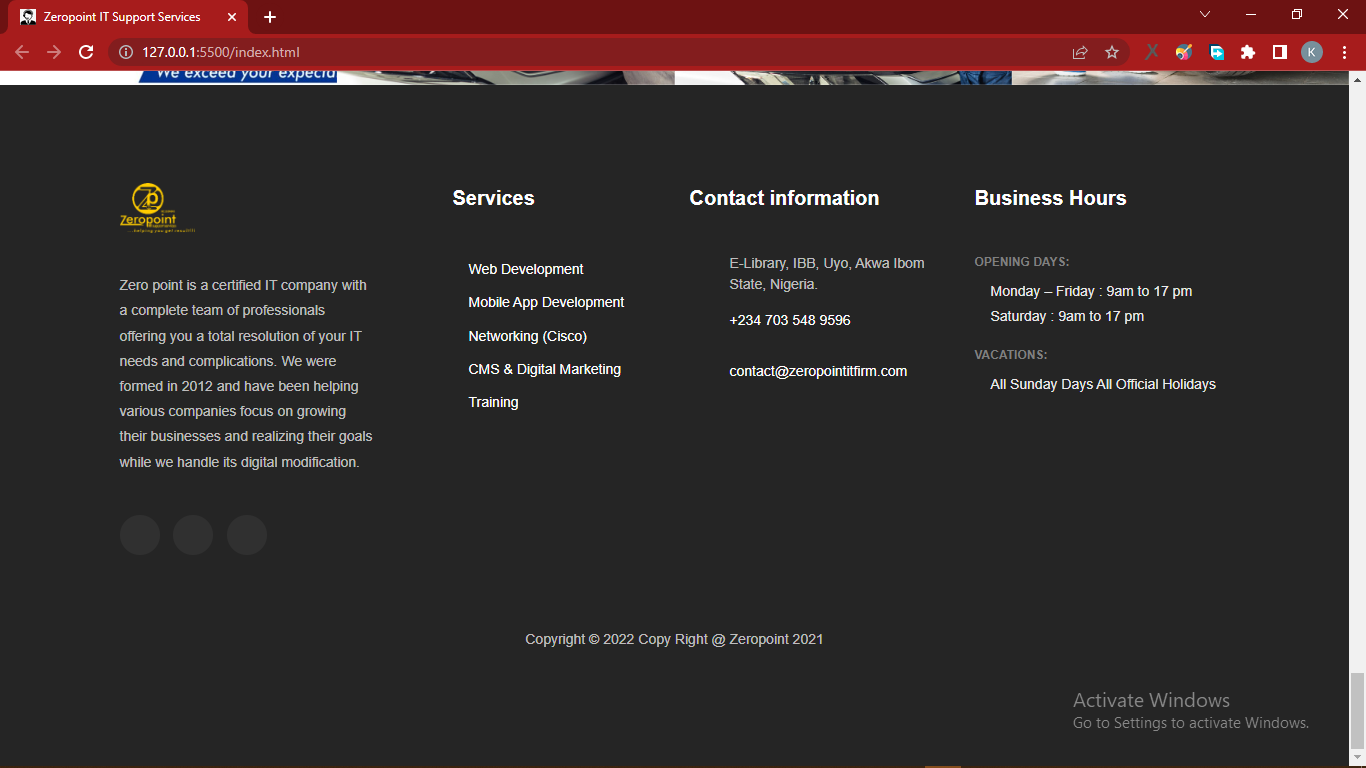 Zeropoint IT Support Services
127.0.0.1:5500/index.html
K
We exceed your expecta
Zeropoint
...helping you get result!!!
Zero point is a certified IT company with
a complete team of professionals
offering you a total resolution of your IT
needs and complications. We were
formed in 2012 and have been helping
various companies focus on growing
their businesses and realizing their goals
while we handle its digital modification.
Services
Web Development
Mobile App Development
Networking (Cisco)
CMS & Digital Marketing
Training
Contact information
E-Library, IBB, Uyo, Akwa Ibom
State, Nigeria.
+234 703 548 9596
contact@zeropointitfirm.com
Business Hours
OPENING DAYS:
Monday – Friday : 9am to 17 pm
Saturday : 9am to 17 pm
VACATIONS:
All Sunday Days All Official Holidays
Copyright © 2022 Copy Right @ Zeropoint 2021
Activate Windows
Go to Settings to activate Windows.